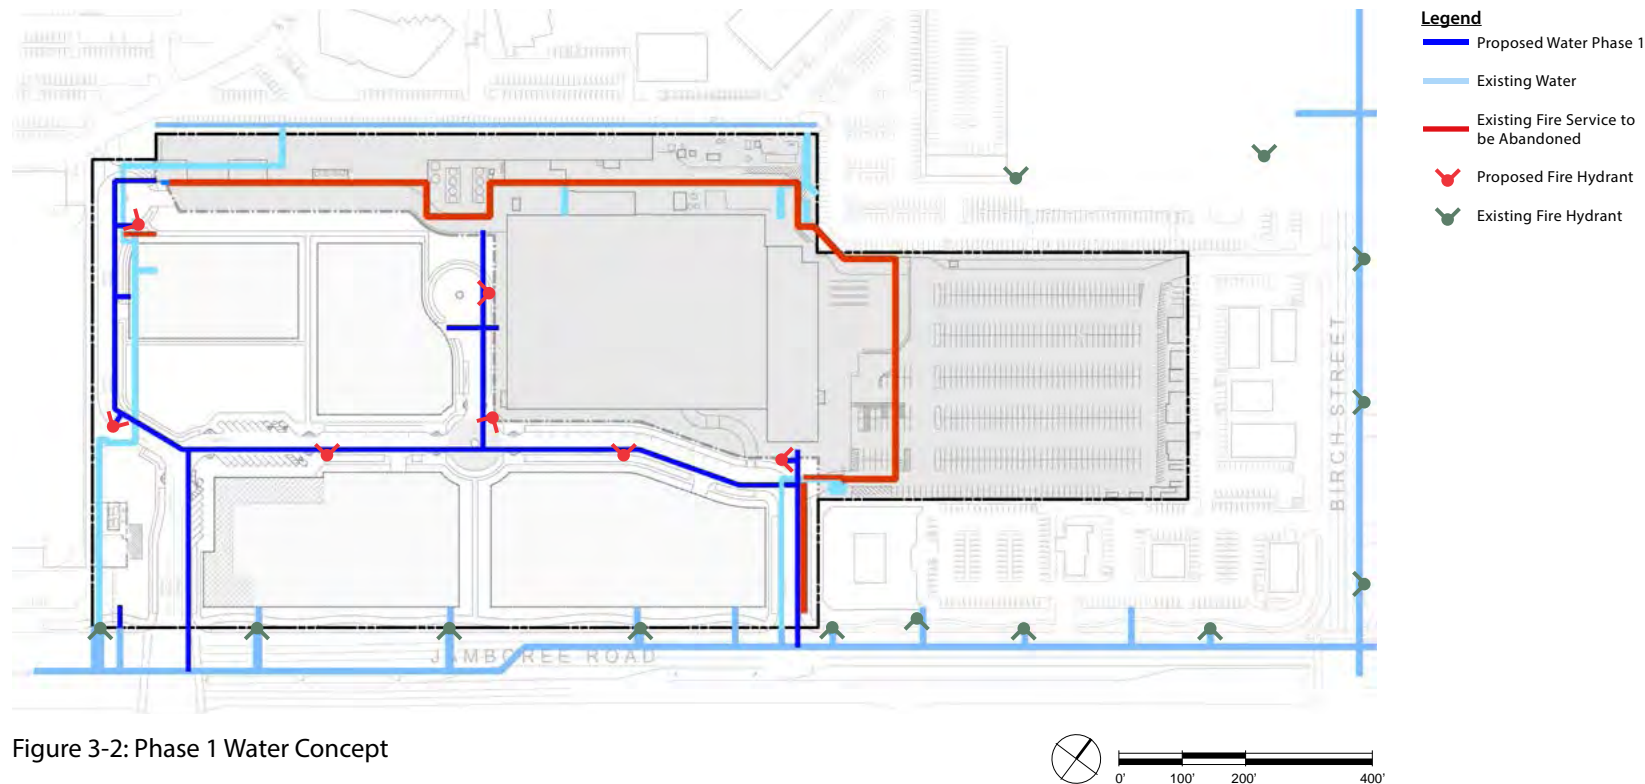 Legend
Proposed Water Phase 1
Existing Water
Existing Fire Service to
be Abandoned
Proposed Fire Hydrant
Existing Fire Hydrant
BIRCH STREET
JAMBOREE ROAD
Figure 3-2: Phase 1 Water Concept
0' 100' 200' 400'